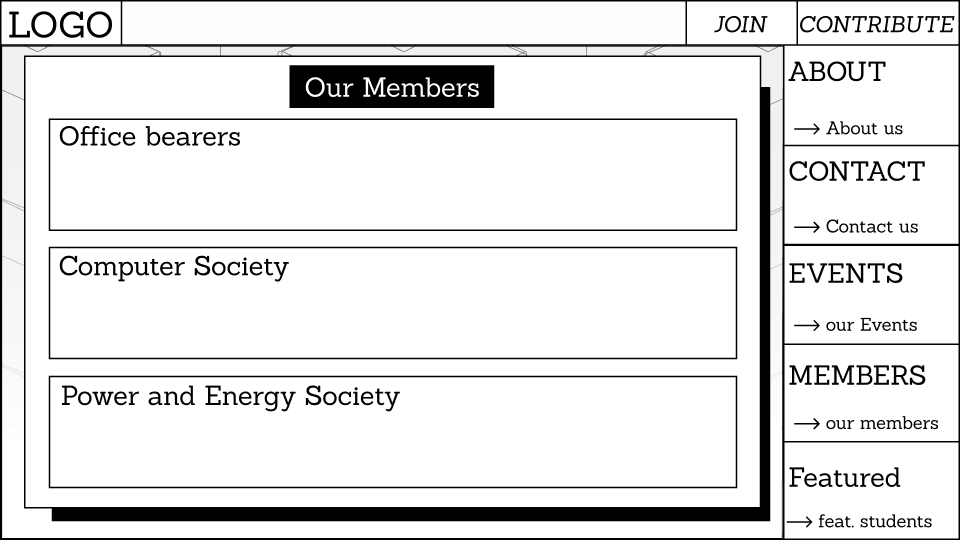 LOGO
JOIN
CONTRIBUTE
Our Members
Office bearers
Computer Society
Power and Energy Society
ABOUT
→ About us
CONTACT
→ Contact us
EVENTS
→ our Events
MEMBERS
→ our members
Featured
→ feat. students